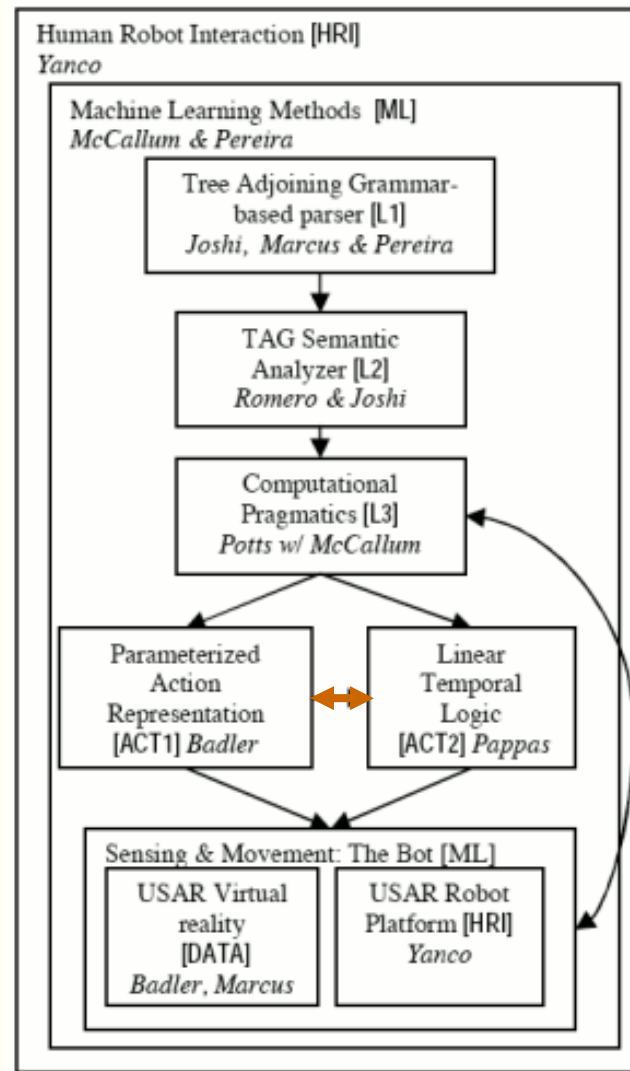 Human Robot Interaction [HRI]
Yanco
Machine Learning Methods [ML]
McCallum & Pereira
Tree Adjoining Grammar-
based parser [L1]
Joshi, Marcus & Pereira
TAG Semantic
Analyzer [L2]
Romero & Joshi
Computational
Pragmatics [L3]
Potts w/ McCallum
Parameterized
Action
Representation
[ACT1] Badler
Linear
Temporal
Logic
[ACT2] Pappas
Sensing & Movement: The Bot [ML]
USAR Virtual
reality
[DATA]
Badler, Marcus
USAR Robot
Platform [HRI]
Yanco